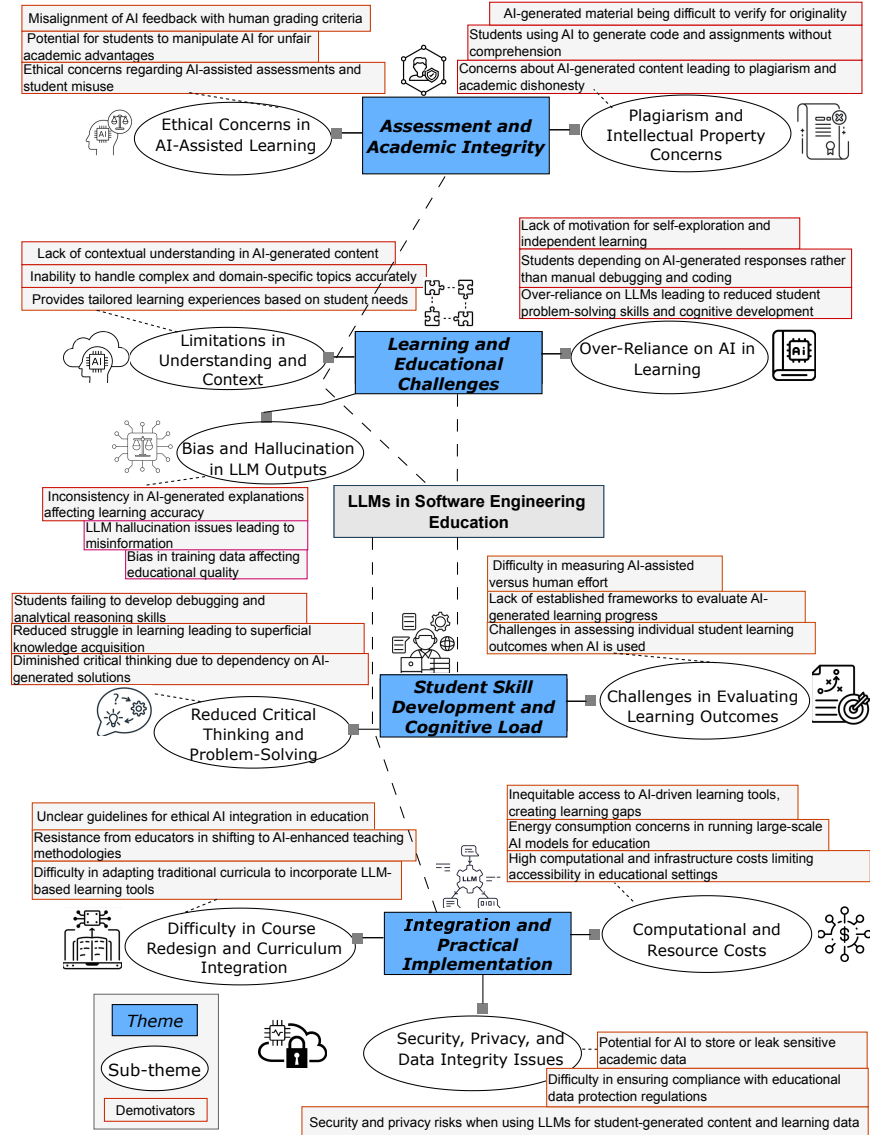 Misalignment of AI feedback with human grading criteria
Potential for students to manipulate AI for unfair
academic advantages
Ethical concerns regarding AI-assisted assessments and
student misuse
AI-generated material being difficult to verify for originality
Students using AI to generate code and assignments without
comprehension
Concerns about AI-generated content leading to plagiarism and
academic dishonesty
AI
Ethical Concerns in
AI-Assisted Learning
Assessment and
Academic Integrity
Plagiarism and
Intellectual Property
Concerns
Lack of contextual understanding in AI-generated content
Inability to handle complex and domain-specific topics accurately
Provides tailored learning experiences based on student needs
Lack of motivation for self-exploration and
independent learning
Students depending on AI-generated responses rather
than manual debugging and coding
Over-reliance on LLMs leading to reduced student
problem-solving skills and cognitive development
AI
Limitations in
Understanding and
Context
Learning and
Educational
Challenges
Over-Reliance on AI in
Learning
Ai
Bias and Hallucination
in LLM Outputs
Inconsistency in AI-generated explanations
affecting learning accuracy
LLM hallucination issues leading to
misinformation
Bias in training data affecting
educational quality
LLMs in Software Engineering
Education
Difficulty in measuring AI-assisted
versus human effort
Lack of established frameworks to evaluate AI-
generated learning progress
Challenges in assessing individual student learning
outcomes when AI is used
Students failing to develop debugging and
analytical reasoning skills
Reduced struggle in learning leading to superficial
knowledge acquisition
Diminished critical thinking due to dependency on AI-
generated solutions
?
Reduced Critical
Thinking and
Problem-Solving
Student Skill
Development and
Cognitive Load
Challenges in Evaluating
Learning Outcomes
Unclear guidelines for ethical AI integration in education
Resistance from educators in shifting to AI-enhanced teaching
methodologies
Difficulty in adapting traditional curricula to incorporate LLM-
based learning tools
Inequitable access to AI-driven learning tools,
creating learning gaps
Energy consumption concerns in running large-scale
AI models for education
High computational and infrastructure costs limiting
accessibility in educational settings
LLM
Difficulty in Course
Redesign and Curriculum
Integration
Integration and
Practical
Implementation
Computational and
Resource Costs
$
Security, Privacy, and
Data Integrity Issues
Potential for AI to store or leak sensitive
academic data
Difficulty in ensuring compliance with educational
data protection regulations
Security and privacy risks when using LLMs for student-generated content and learning data
Theme
Sub-theme
Demotivators